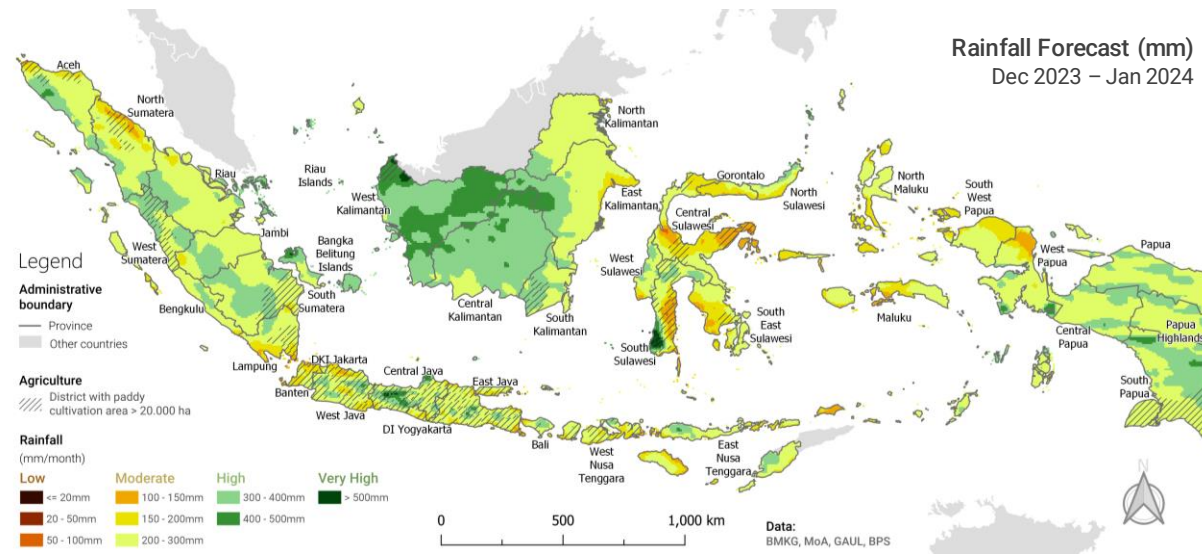 Rainfall Forecast (mm)
Dec 2023 – Jan 2024
Aceh
North
Sumatera
Riau
Riau
Islands
Jambi
West
Sumatera
Bengkulu
South
Sumatera
Bangka
Belitung
Islands
Lampung
Banten
DKI Jakarta
West Java
Central Java
DI Yogyakarta
East Java
Bali
West
Nusa
Tenggara
East
Nusa
Tenggara
West
Kalimantan
Central
Kalimantan
South
Kalimantan
East
Kalimantan
North
Kalimantan
Gorontalo
North
Sulawesi
Central
Sulawesi
West
Sulawesi
South
Sulawesi
South
East
Sulawesi
North
Maluku
Maluku
South
West
Papua
West
Papua
Papua
Central
Papua
Papua
Highlands
South
Papua
Legend
Administrative
boundary
Province
Other countries
Agriculture
District with paddy
cultivation area > 20.000 ha
Rainfall
(mm/month)
Low Moderate High Very High
<= 20mm 100 - 150mm 300 - 400mm > 500mm
20 - 50mm 150 - 200mm 400 - 500mm
50 - 100mm 200 - 300mm
0 500 1,000 km
Data:
BMKG, MoA, GAUL, BPS
N